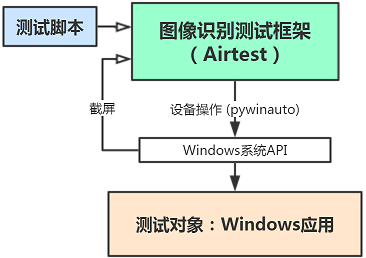 测试脚本
图像识别测试框架
（Airtest）
截屏
设备操作 (pywinauto)
Windows系统API
测试对象：Windows应用